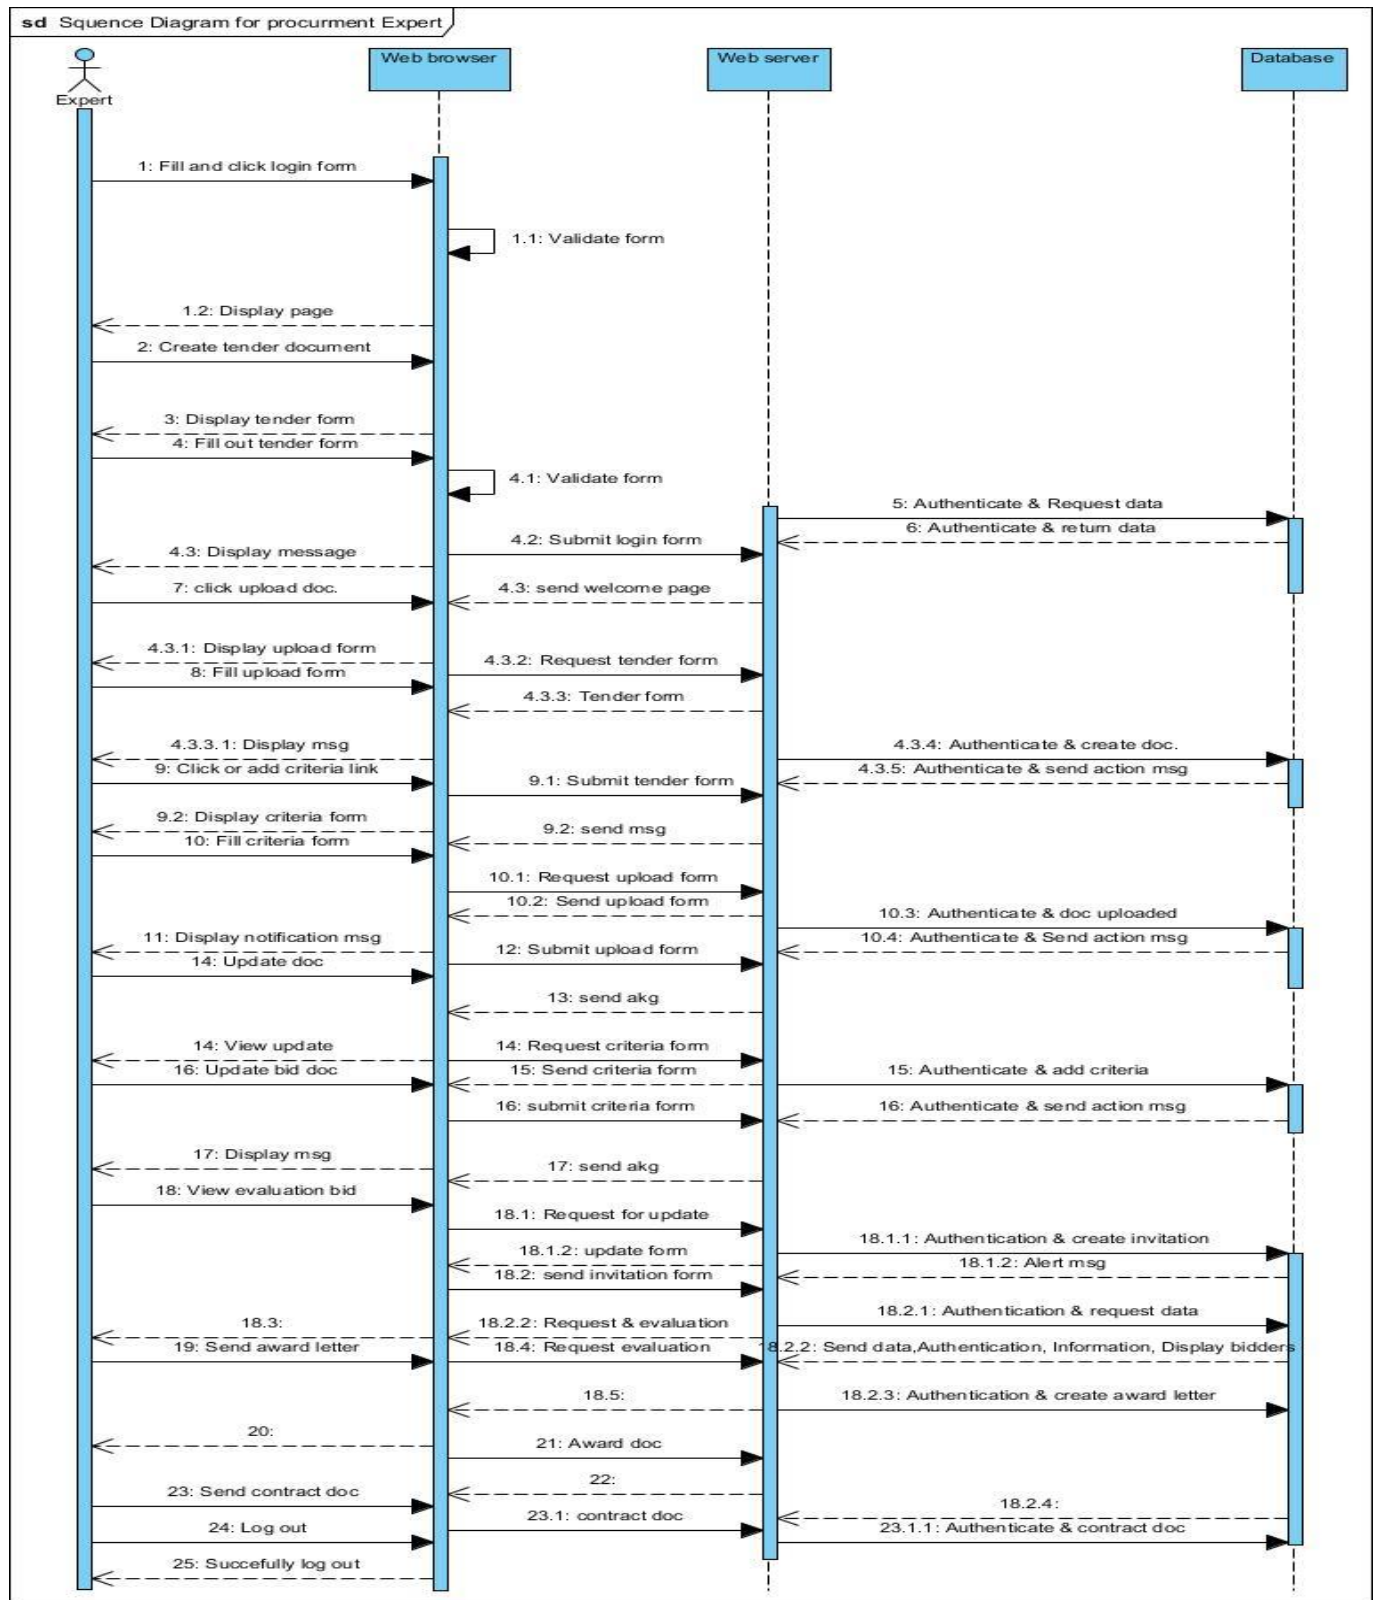 sd Squence Diagram for procurment Expert
Web browser
Web server
Database
Expert
1: Fill and click login form
1.1: Validate form
1.2: Display page
2: Create tender document
3: Display tender form
4: Fill out tender form
4.1: Validate form
5: Authenticate & Request data
6: Authenticate & return data
4.2: Submit login form
4.3: Display message
7: click upload doc.
4.3: send welcome page
4.3.1: Display upload form
4.3.2: Request tender form
8: Fill upload form
4.3.3: Tender form
4.3.3.1: Display msg
4.3.4: Authenticate & create doc.
9: Click or add criteria link
4.3.5: Authenticate & send action msg
9.1: Submit tender form
9.2: Display criteria form
9.2: send msg
10: Fill criteria form
10.1: Request upload form
10.2: Send upload form
10.3: Authenticate & doc uploaded
11: Display notification msg
10.4: Authenticate & Send action msg
12: Submit upload form
14: Update doc
13: send akg
14: View update
14: Request criteria form
16: Update bid doc
15: Send criteria form
15: Authenticate & add criteria
16: submit criteria form
16: Authenticate & send action msg
17: Display msg
17: send akg
18: View evaluation bid
18.1: Request for update
18.1.1: Authentication & create invitation
18.1.2: update form
18.1.2: Alert msg
18.2: send invitation form
18.2.1: Authentication & request data
18.3:
18.2.2: Request & evaluation
19: Send award letter
18.4: Request evaluation
18.2.2: Send data,Authentication, Information, Display bidders
18.5:
18.2.3: Authentication & create award letter
20:
21: Award doc
22:
23: Send contract doc
18.2.4:
23.1: contract doc
24: Log out
23.1.1: Authenticate & contract doc
25: Succefully log out